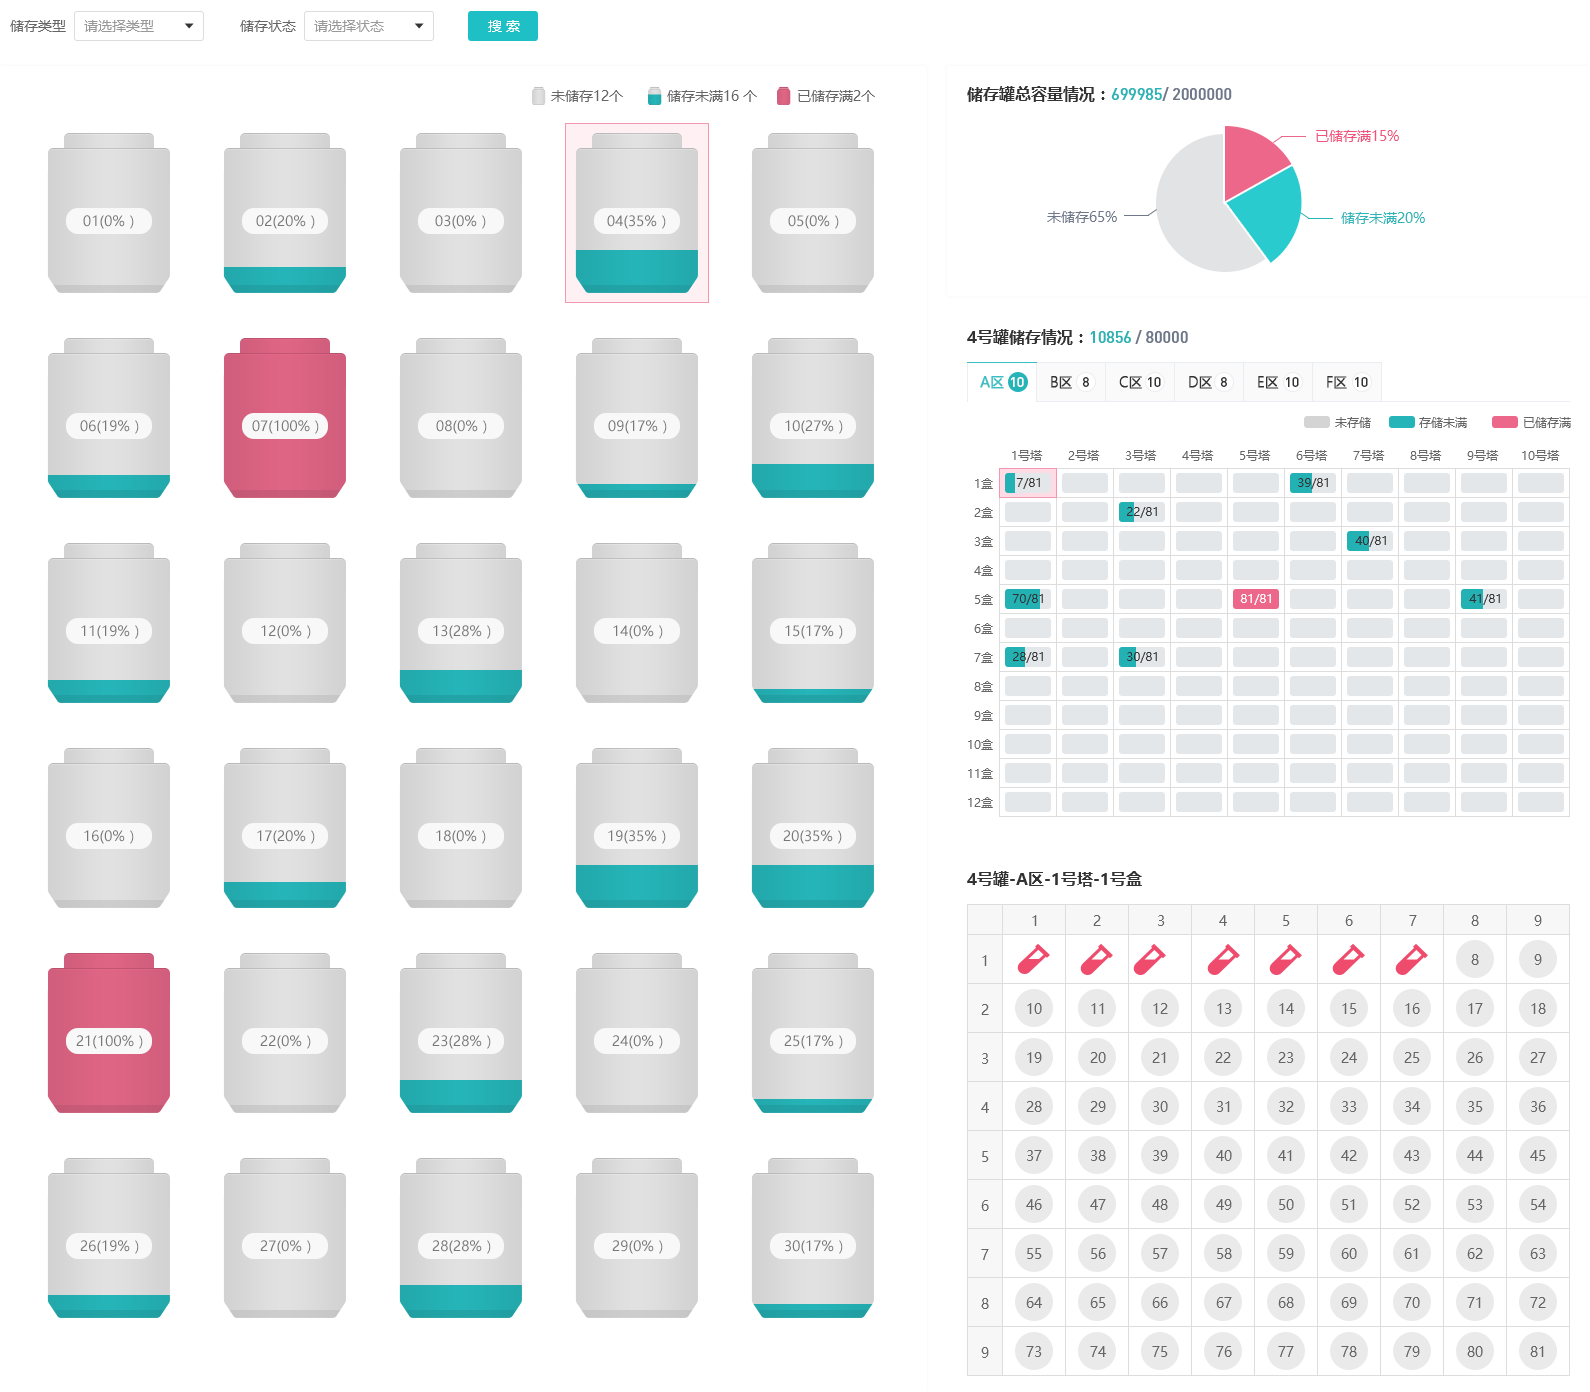 储存类型 请选择类型 储存状态 请选择状态 搜 索
未储存12个 储存未满16 个 已储存满2个
01(0% ) 02(20% ) 03(0% ) 04(35% ) 05(0% )
06(19% ) 07(100% ) 08(0% ) 09(17% ) 10(27% )
11(19% ) 12(0% ) 13(28% ) 14(0% ) 15(17% )
16(0% ) 17(20% ) 18(0% ) 19(35% ) 20(35% )
21(100% ) 22(0% ) 23(28% ) 24(0% ) 25(17% )
26(19% ) 27(0% ) 28(28% ) 29(0% ) 30(17% )
储存罐总容量情况：699985/ 2000000
已储存满15%
未储存65%
储存未满20%
4号罐储存情况：10856 / 80000
A区 10 B区 8 C区 10 D区 8 E区 10 F区 10
未存储 存储未满 已储存满
1号塔 2号塔 3号塔 4号塔 5号塔 6号塔 7号塔 8号塔 9号塔 10号塔
1盒 7/81 39/81
2盒 22/81
3盒 40/81
4盒
5盒 70/81 81/81 41/81
6盒
7盒 28/81 30/81
8盒
9盒
10盒
11盒
12盒
4号罐-A区-1号塔-1号盒
1 2 3 4 5 6 7 8 9
1 8 9
2 10 11 12 13 14 15 16 17 18
3 19 20 21 22 23 24 25 26 27
4 28 29 30 31 32 33 34 35 36
5 37 38 39 40 41 42 43 44 45
6 46 47 48 49 50 51 52 53 54
7 55 56 57 58 59 60 61 62 63
8 64 65 66 67 68 69 70 71 72
9 73 74 75 76 77 78 79 80 81